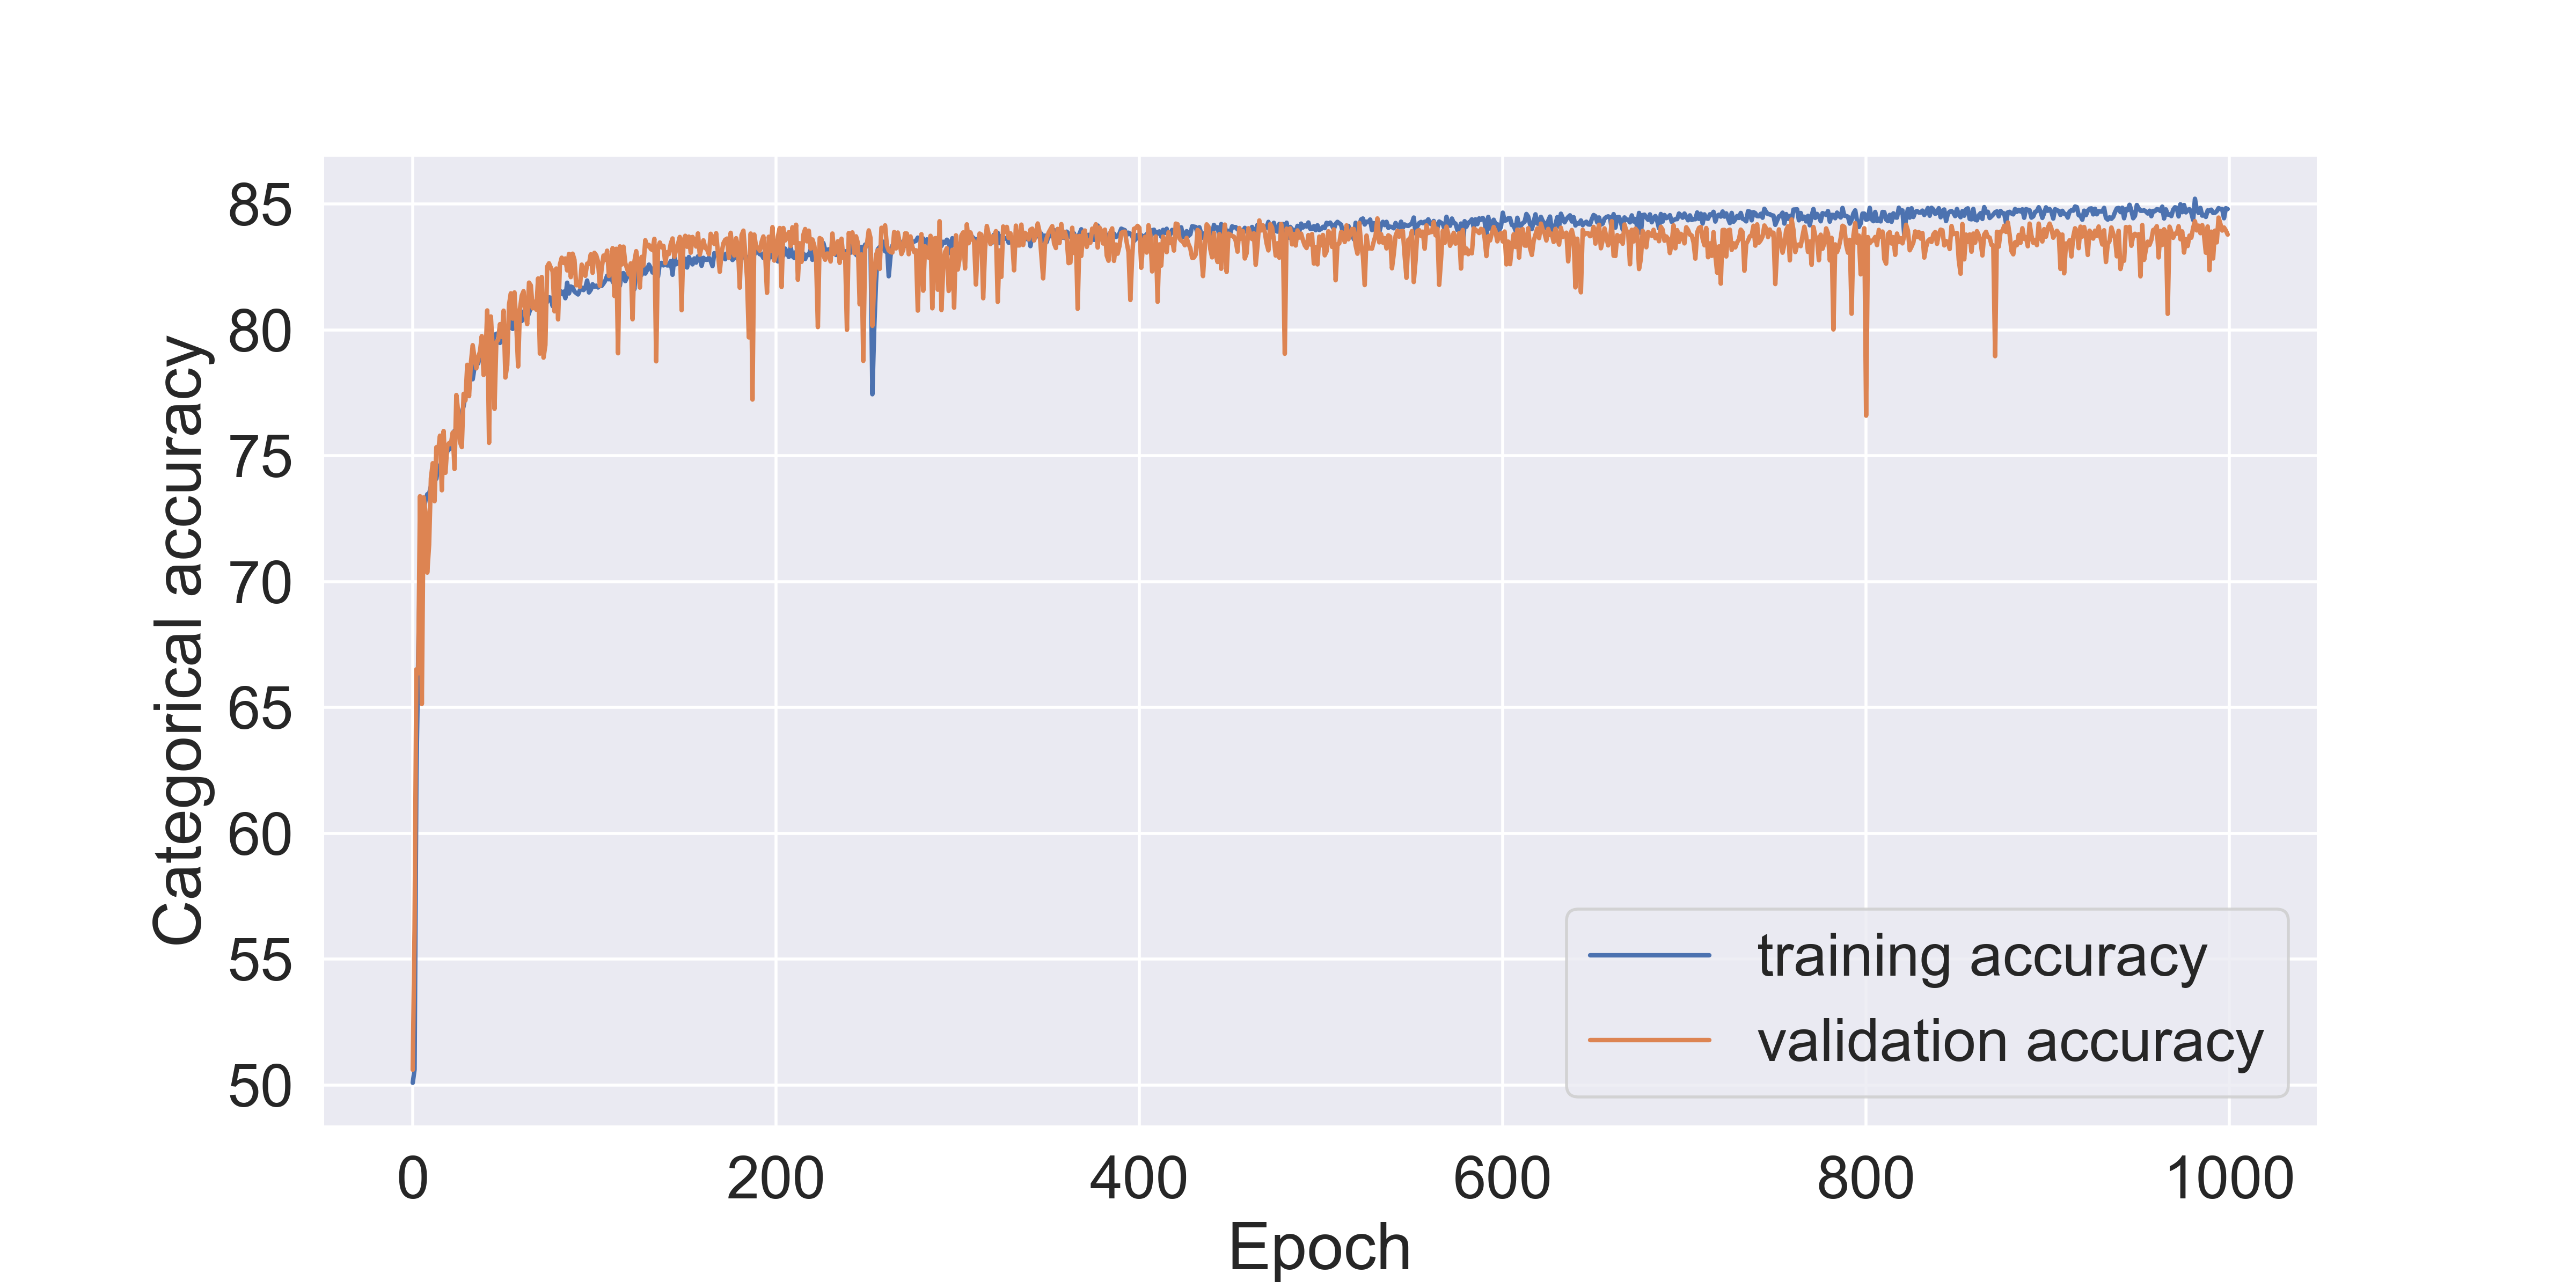 85
80
75
70
65
60
55
50
Categorical accuracy
training accuracy
validation accuracy
0 200 400 600 800 1000
Epoch